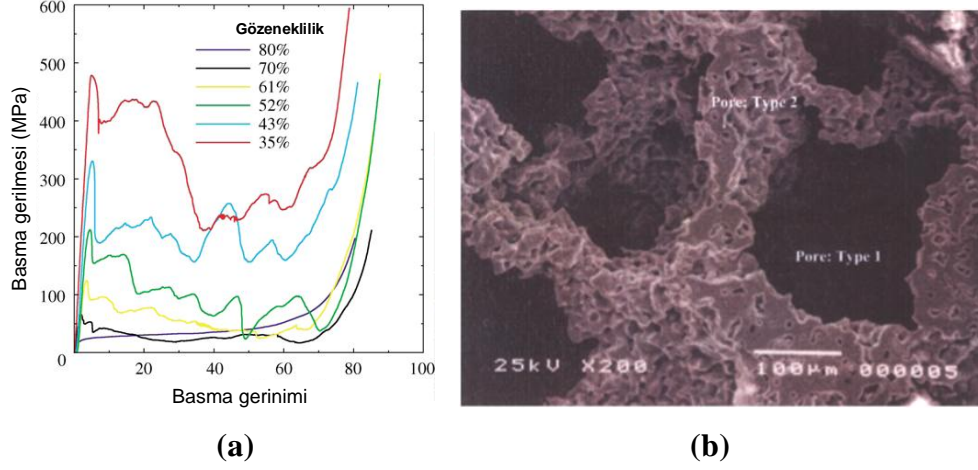 Gözeneklilik
80%
70%
61%
52%
43%
35%
Basma gerilmesi (MPa)
600
500
400
300
200
100
0
20
40
60
80
100
Basma gerinimi
(a)
Pore: Type 2
Pore: Type 1
25kV X200 100µm 000005
(b)